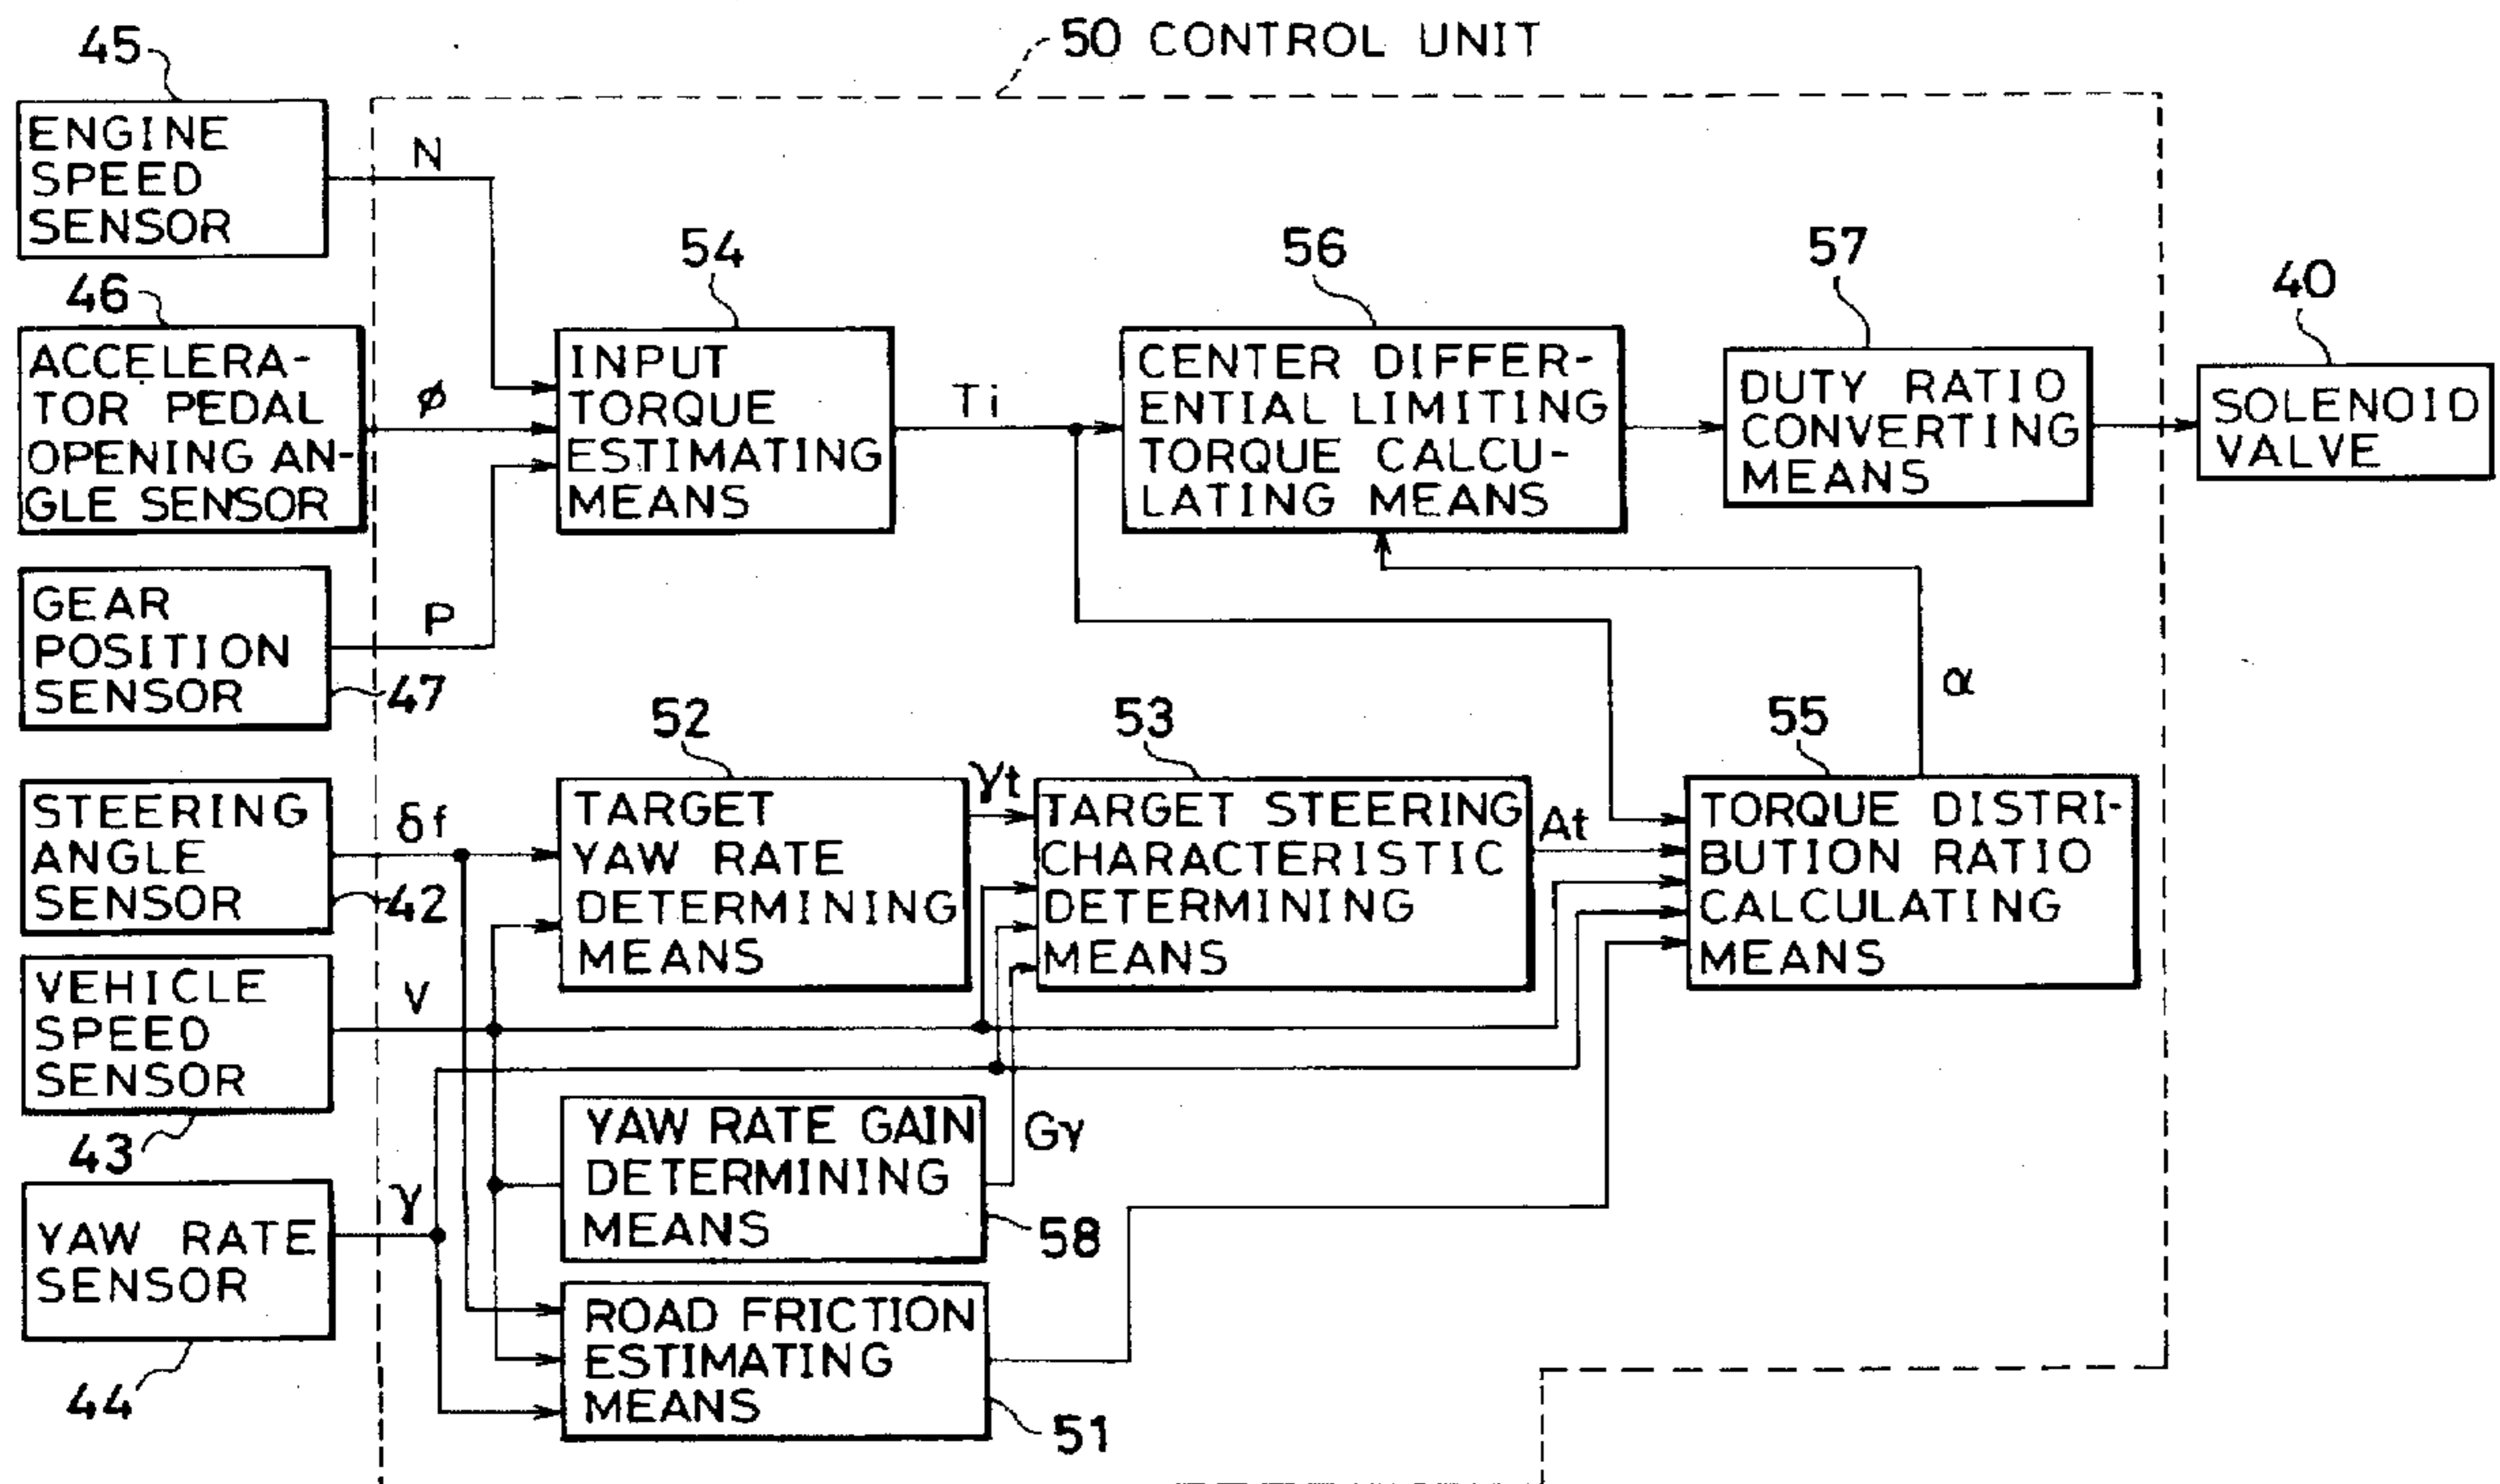 50 CONTROL UNIT
45
ENGINE
SPEED
SENSOR
N
46
ACCELERA-
TOR PEDAL
OPENING AN-
GLE SENSOR
ϕ
GEAR
POSITION
SENSOR
P
47
54
INPUT
TORQUE
ESTIMATING
MEANS
Ti
56
CENTER DIFFER-
ENTIAL LIMITING
TORQUE CALCU-
LATING MEANS
57
DUTY RATIO
CONVERTING
MEANS
40
SOLENOID
VALVE
STEERING
ANGLE
SENSOR
δf
42
52
TARGET
YAW RATE
DETERMINING
MEANS
γt
53
TARGET STEERING
CHARACTERISTIC
DETERMINING
MEANS
At
α
55
TORQUE DISTRI-
BUTION RATIO
CALCULATING
MEANS
VEHICLE
SPEED
SENSOR
V
43
YAW RATE
SENSOR
γ
44
YAW RATE GAIN
DETERMINING
MEANS
Gγ
58
ROAD FRICTION
ESTIMATING
MEANS
51